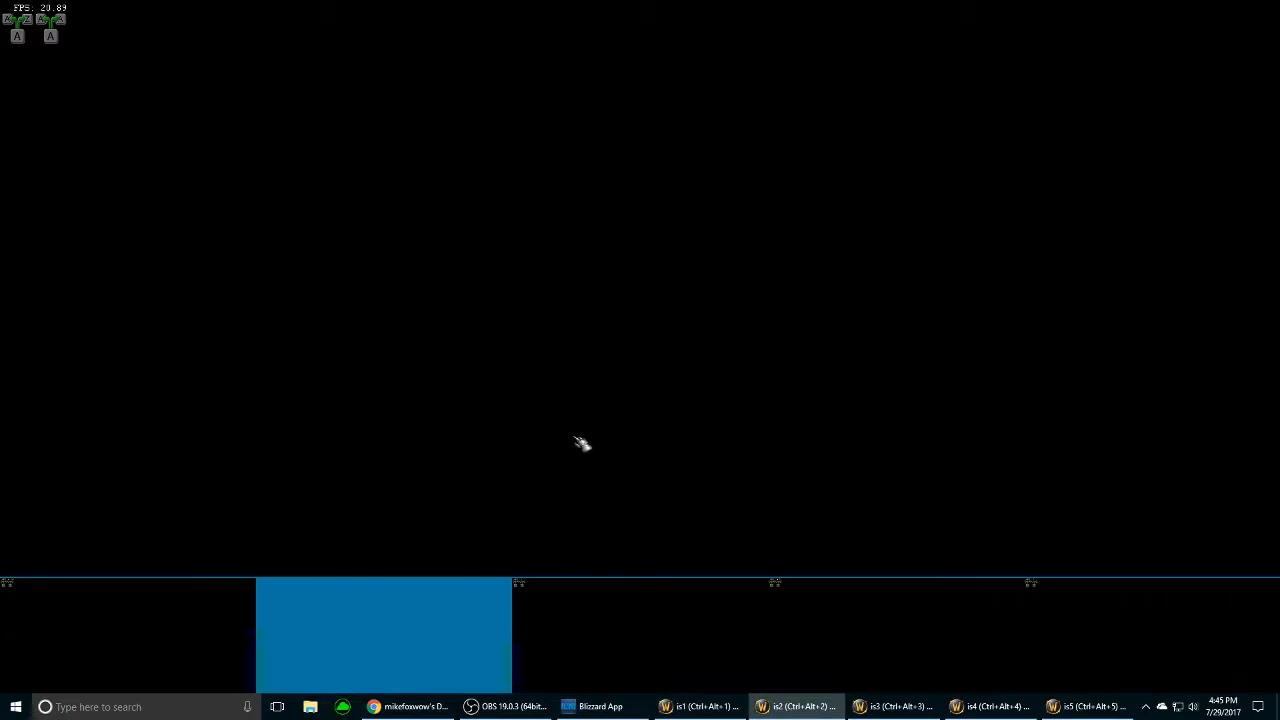 FPS: 20.89
A A
Type here to search
mikefoxwow's D...
OBS 19.0.3 (64bit...
Blizzard App
is1 (Ctrl+Alt+1) ...
is2 (Ctrl+Alt+2) ...
is3 (Ctrl+Alt+3) ...
is4 (Ctrl+Alt+4) ...
is5 (Ctrl+Alt+5) ...
4:45 PM
7/29/2017